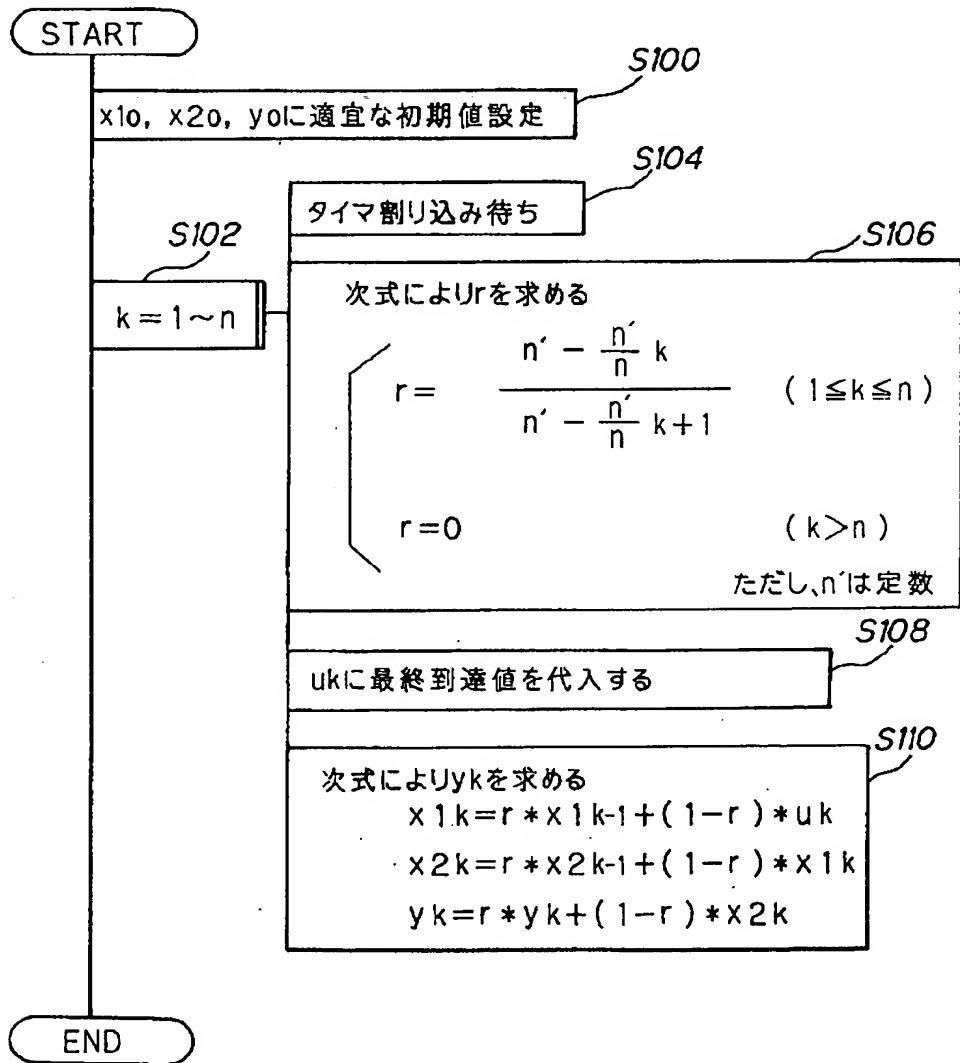 START
S100
x1o, x2o, yoに適宜な初期値設定
S104
タイマ割り込み待ち
S102
k=1~n
S106
次式によりrを求める
r= n′ - n′/n k / n′ - n′/n k+1 (1≦k≦n)
r=0 (k>n)
ただし、n′は定数
S108
ukに最終到達値を代入する
S110
次式によりykを求める
x1k=r*x1k-1+(1-r)*uk
x2k=r*x2k-1+(1-r)*x1k
yk=r*yk+(1-r)*x2k
END